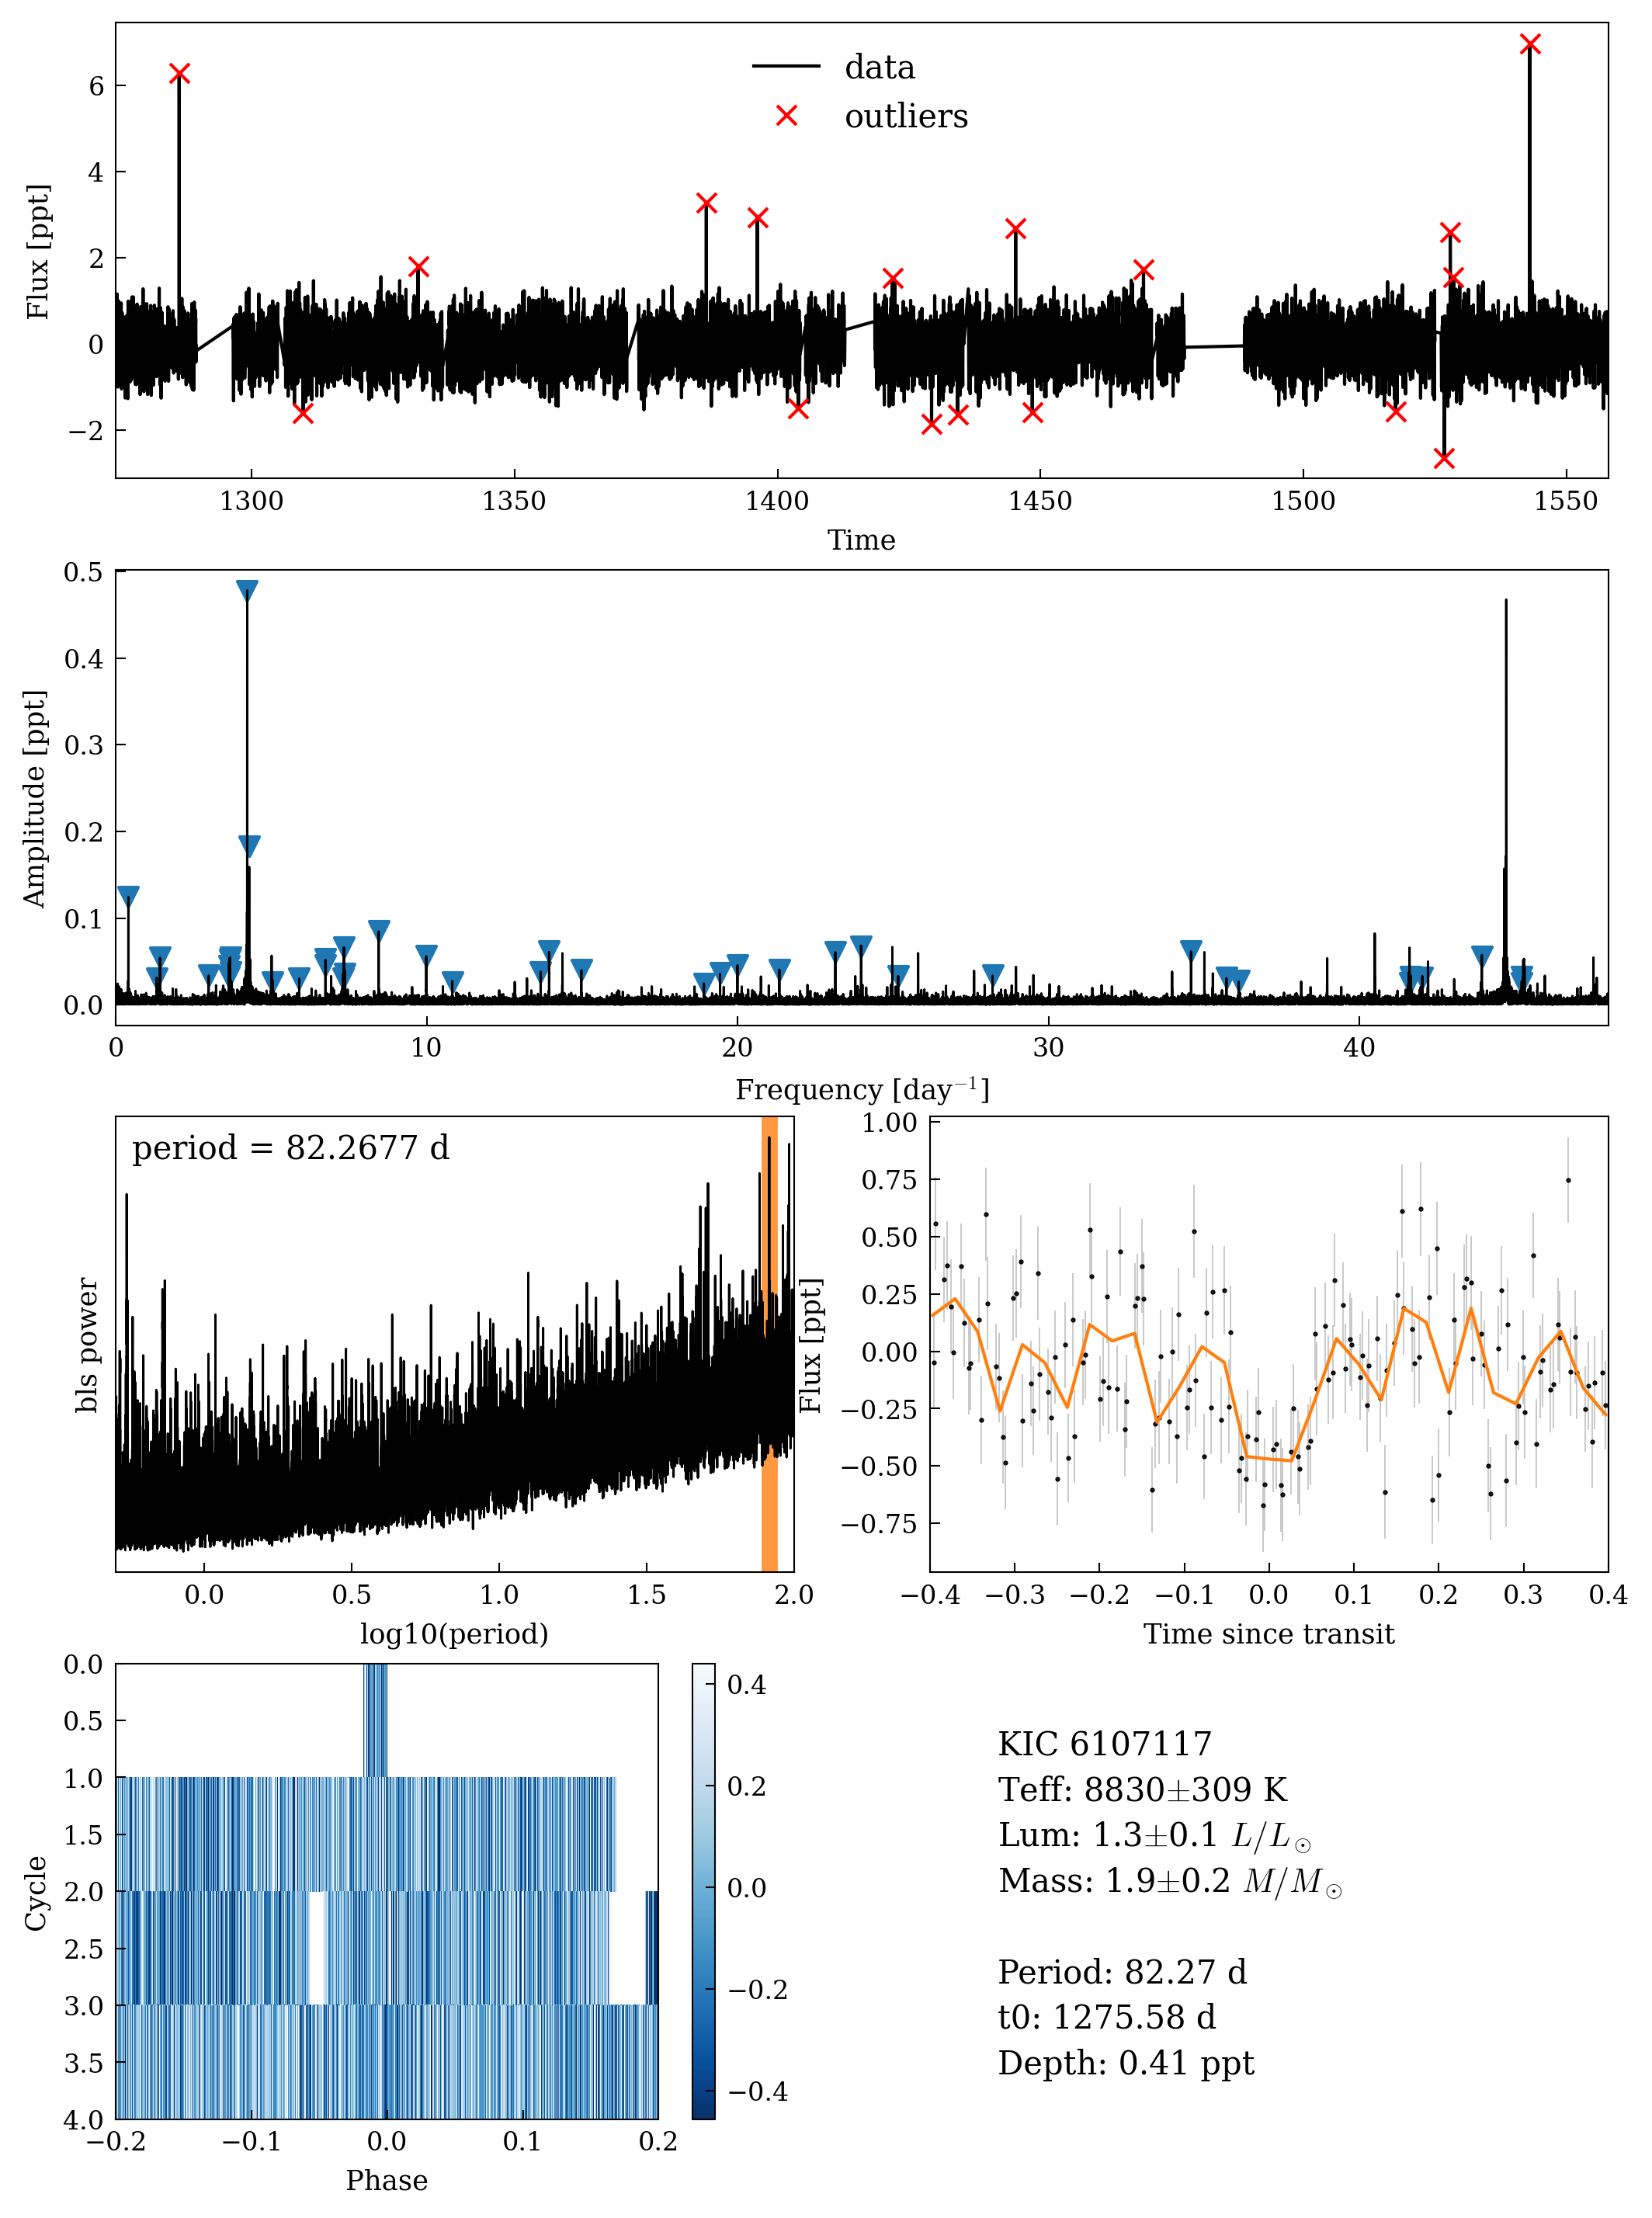 data
outliers
6
4
2
0
−2
Flux [ppt]
1300 1350 1400 1450 1500 1550
Time
0.5
0.4
0.3
0.2
0.1
0.0
Amplitude [ppt]
0 10 20 30 40
Frequency [day⁻¹]
period = 82.2677 d
bls power
0.0 0.5 1.0 1.5 2.0
log10(period)
1.00
0.75
0.50
0.25
0.00
−0.25
−0.50
−0.75
Flux [ppt]
−0.4 −0.3 −0.2 −0.1 0.0 0.1 0.2 0.3 0.4
Time since transit
0.0
0.5
1.0
1.5
2.0
2.5
3.0
3.5
4.0
Cycle
−0.2 −0.1 0.0 0.1 0.2
Phase
0.4
0.2
0.0
−0.2
−0.4
KIC 6107117
Teff: 8830±309 K
Lum: 1.3±0.1 L/L☉
Mass: 1.9±0.2 M/M☉
Period: 82.27 d
t0: 1275.58 d
Depth: 0.41 ppt